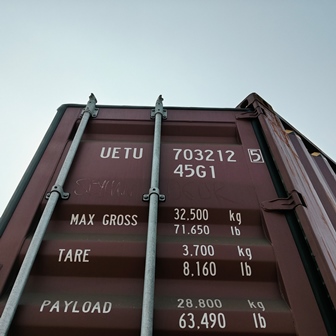 UETU 703212 5
45G1
MAX GROSS 32,500 kg
71,650 lb
TARE 3,700 kg
8,160 lb
PAYLOAD 28,800 kg
63,490 lb